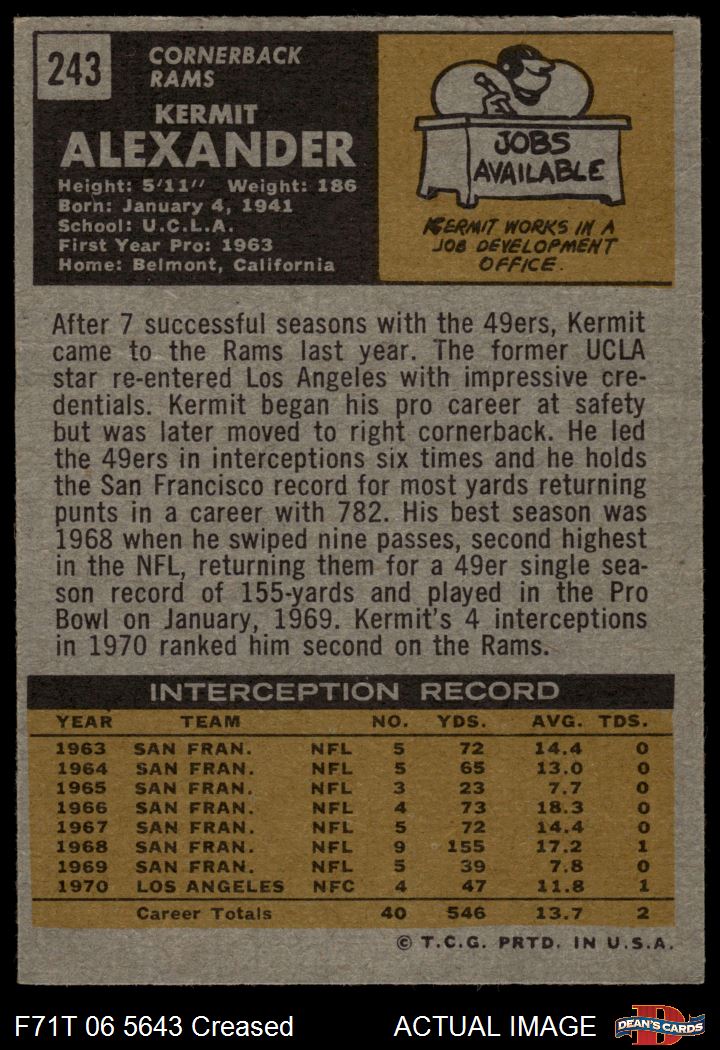 243
CORNERBACK
RAMS
KERMIT
ALEXANDER
Height: 5'11" Weight: 186
Born: January 4, 1941
School: U.C.L.A.
First Year Pro: 1963
Home: Belmont, California
JOBS
AVAILABLE
KERMIT WORKS IN A
JOB DEVELOPMENT
OFFICE.
After 7 successful seasons with the 49ers, Kermit
came to the Rams last year. The former UCLA
star re-entered Los Angeles with impressive cre-
dentials. Kermit began his pro career at safety
but was later moved to right cornerback. He led
the 49ers in interceptions six times and he holds
the San Francisco record for most yards returning
punts in a career with 782. His best season was
1968 when he swiped nine passes, second highest
in the NFL, returning them for a 49er single sea-
son record of 155-yards and played in the Pro
Bowl on January, 1969. Kermit's 4 interceptions
in 1970 ranked him second on the Rams.
INTERCEPTION RECORD
YEAR TEAM NO. YDS. AVG. TDS.
1963 SAN FRAN. NFL 5 72 14.4 0
1964 SAN FRAN. NFL 5 65 13.0 0
1965 SAN FRAN. NFL 3 23 7.7 0
1966 SAN FRAN. NFL 4 73 18.3 0
1967 SAN FRAN. NFL 5 72 14.4 0
1968 SAN FRAN. NFL 9 155 17.2 1
1969 SAN FRAN. NFL 5 39 7.8 0
1970 LOS ANGELES NFC 4 47 11.8 1
Career Totals 40 546 13.7 2
© T.C.G. PRTD. IN U.S.A.
F71T 06 5643 Creased ACTUAL IMAGE
DEAN'S CARDS